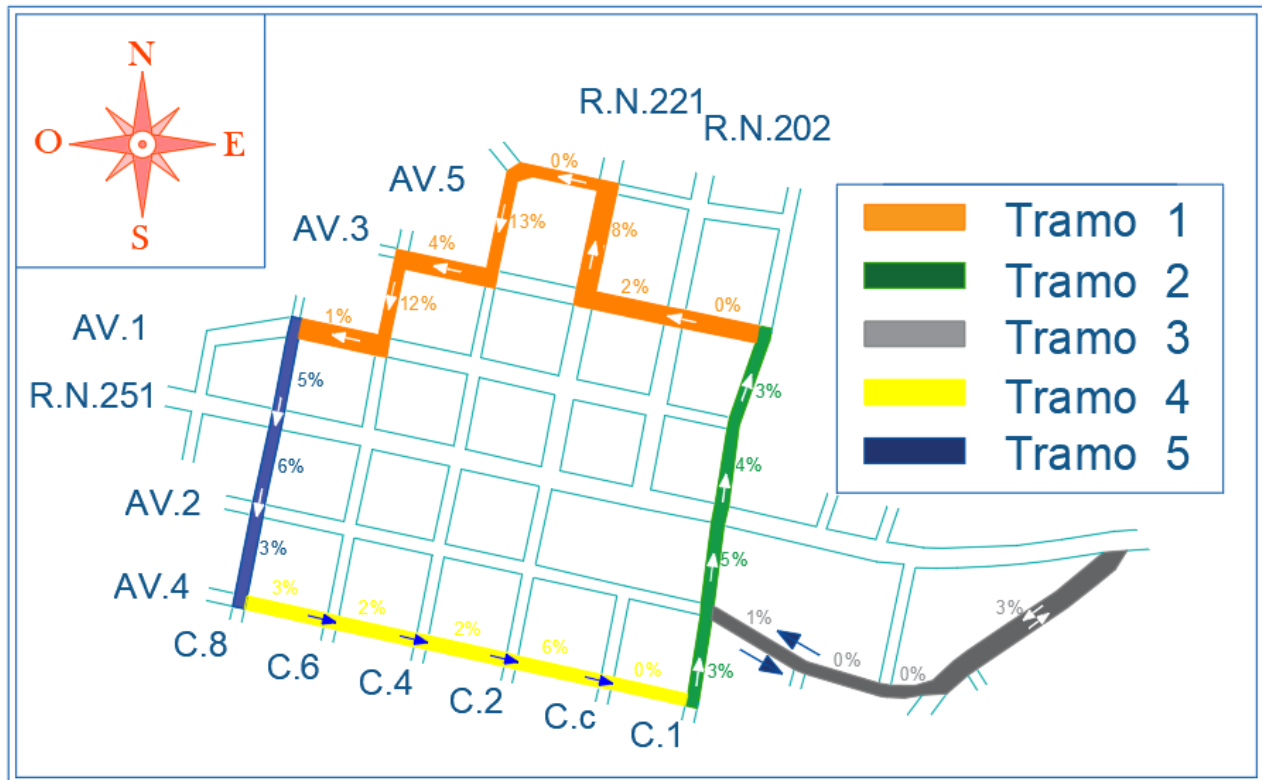 N
O
E
S
R.N.221
R.N.202
AV.5
AV.3
AV.1
R.N.251
AV.2
AV.4
C.8
C.6
C.4
C.2
C.c
C.1
0%
13%
8%
4%
12%
2%
0%
1%
5%
6%
3%
3%
4%
5%
3%
3%
2%
2%
6%
0%
1%
0%
0%
3%
Tramo 1
Tramo 2
Tramo 3
Tramo 4
Tramo 5